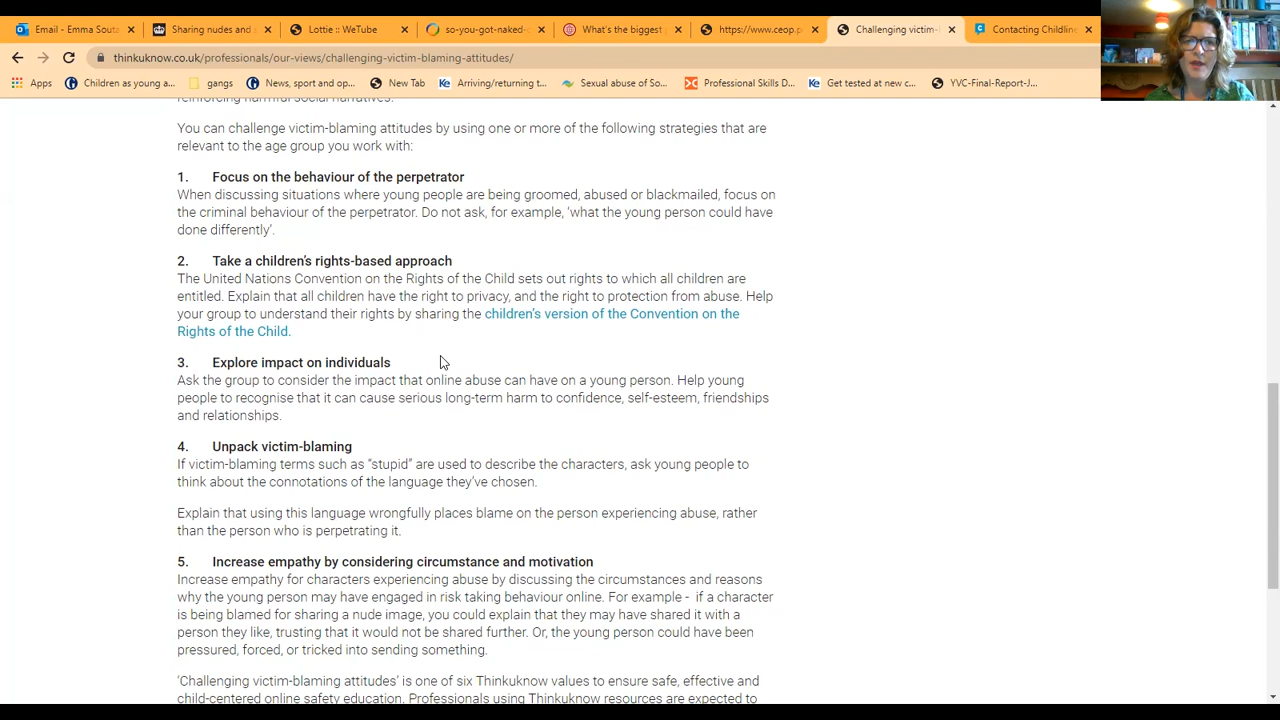 Email - Emma Souta
Sharing nudes and s
Lottie :: WeTube
so-you-got-naked-o
What's the biggest
https://www.ceop.p
Challenging victim-
Contacting Childline
thinkuknow.co.uk/professionals/our-views/challenging-victim-blaming-attitudes/
Apps
Children as young a...
gangs
News, sport and op...
New Tab
Arriving/returning t...
Sexual abuse of So...
Professional Skills D...
Get tested at new c...
YVC-Final-Report-J...
reinforcing harmful social narratives.
You can challenge victim-blaming attitudes by using one or more of the following strategies that are
relevant to the age group you work with:
1. Focus on the behaviour of the perpetrator
When discussing situations where young people are being groomed, abused or blackmailed, focus on
the criminal behaviour of the perpetrator. Do not ask, for example, ‘what the young person could have
done differently’.
2. Take a children’s rights-based approach
The United Nations Convention on the Rights of the Child sets out rights to which all children are
entitled. Explain that all children have the right to privacy, and the right to protection from abuse. Help
your group to understand their rights by sharing the children’s version of the Convention on the
Rights of the Child.
3. Explore impact on individuals
Ask the group to consider the impact that online abuse can have on a young person. Help young
people to recognise that it can cause serious long-term harm to confidence, self-esteem, friendships
and relationships.
4. Unpack victim-blaming
If victim-blaming terms such as “stupid” are used to describe the characters, ask young people to
think about the connotations of the language they’ve chosen.
Explain that using this language wrongfully places blame on the person experiencing abuse, rather
than the person who is perpetrating it.
5. Increase empathy by considering circumstance and motivation
Increase empathy for characters experiencing abuse by discussing the circumstances and reasons
why the young person may have engaged in risk taking behaviour online. For example - if a character
is being blamed for sharing a nude image, you could explain that they may have shared it with a
person they like, trusting that it would not be shared further. Or, the young person could have been
pressured, forced, or tricked into sending something.
‘Challenging victim-blaming attitudes’ is one of six Thinkuknow values to ensure safe, effective and
child-centered online safety education. Professionals using Thinkuknow resources are expected to